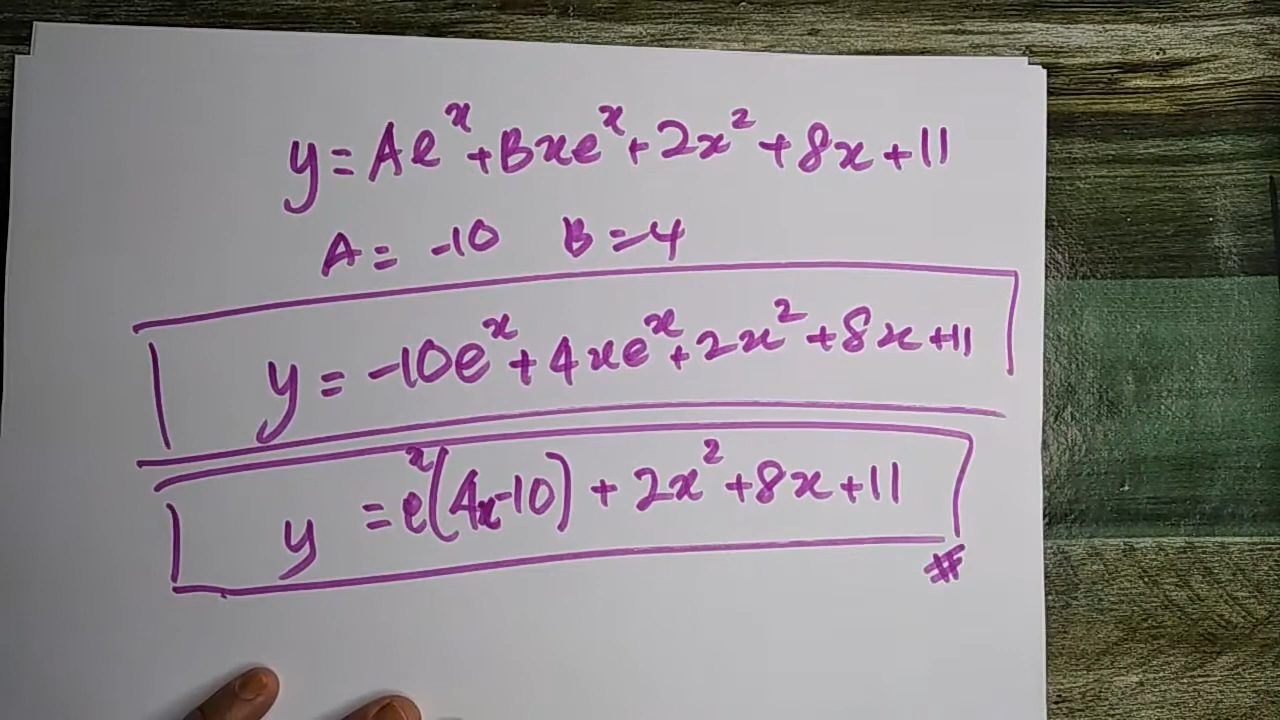 y = Ae^x + Bxe^x + 2x^2 + 8x + 11
A = -10 B = 4
y = -10e^x + 4xe^x + 2x^2 + 8x + 11
y = e^x(4x-10) + 2x^2 + 8x + 11
#